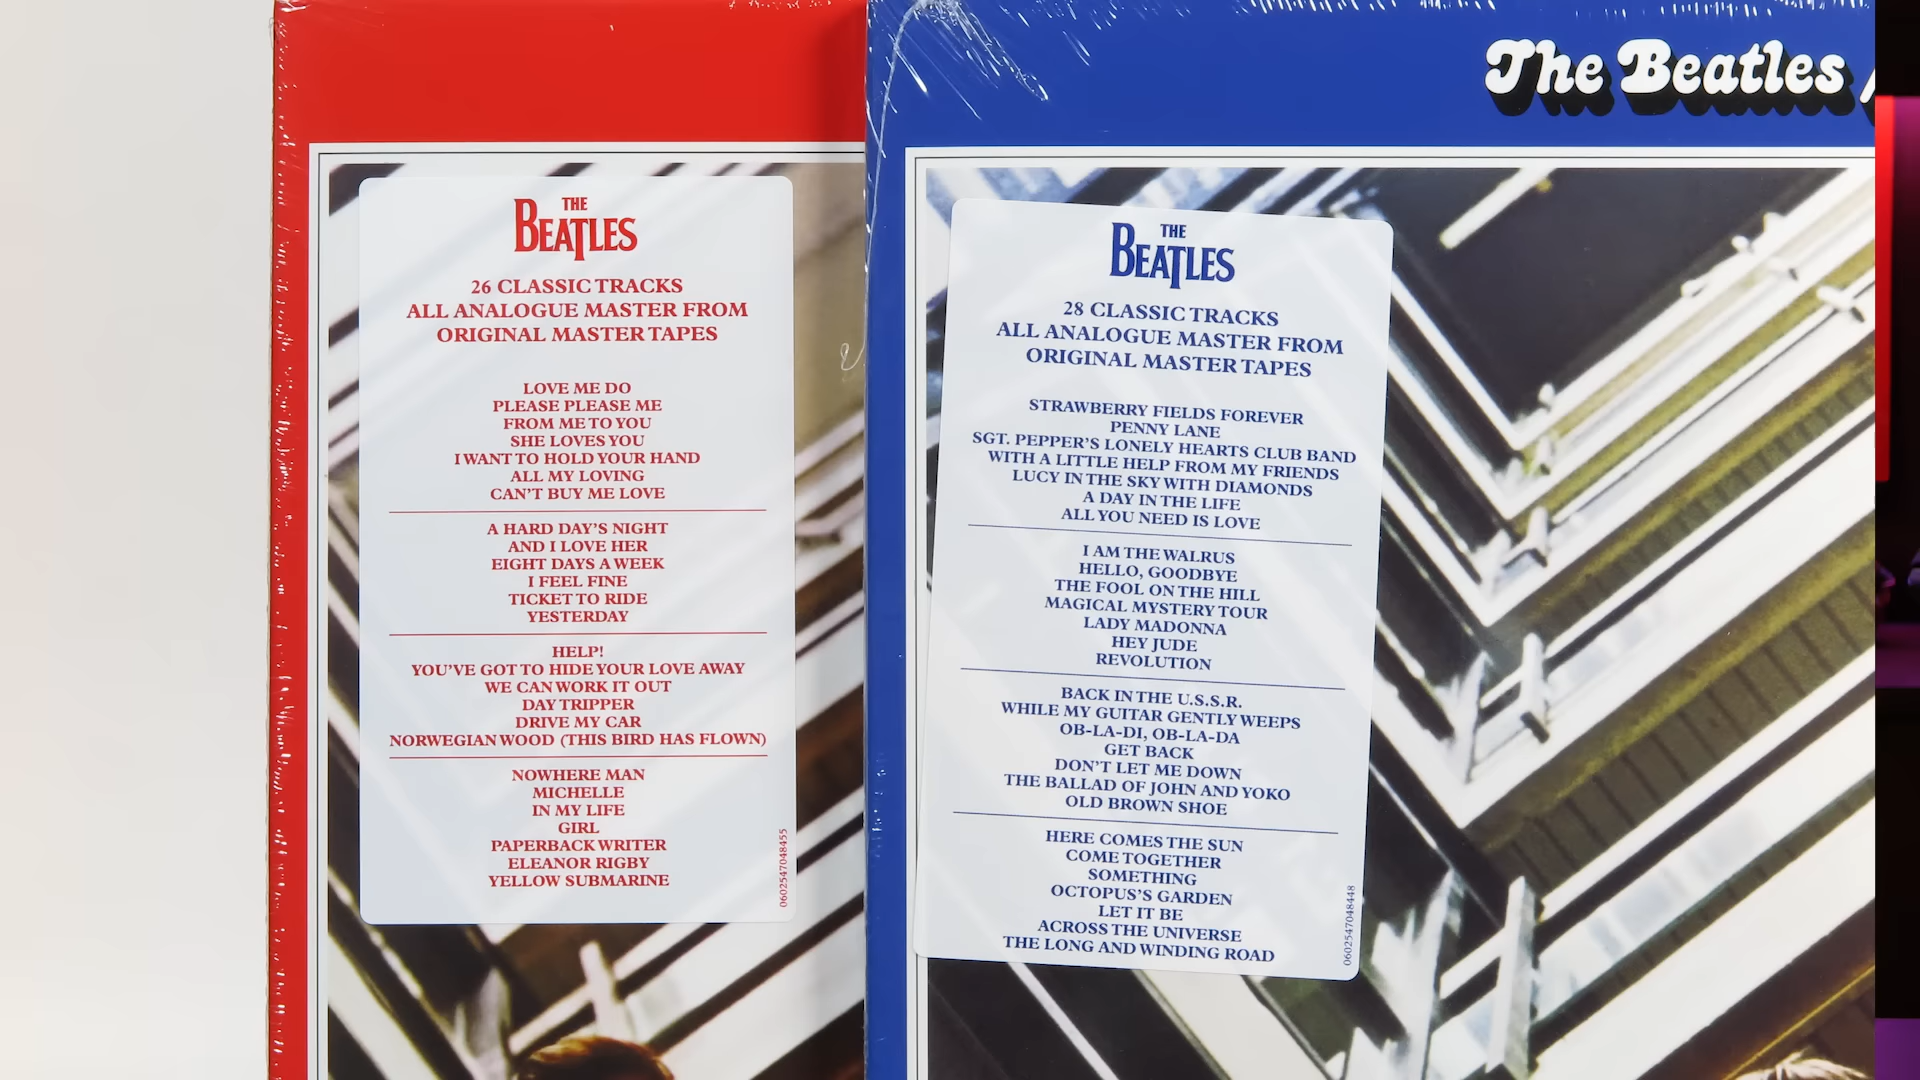 THE
BEATLES
26 CLASSIC TRACKS
ALL ANALOGUE MASTER FROM
ORIGINAL MASTER TAPES
LOVE ME DO
PLEASE PLEASE ME
FROM ME TO YOU
SHE LOVES YOU
I WANT TO HOLD YOUR HAND
ALL MY LOVING
CAN'T BUY ME LOVE
A HARD DAY'S NIGHT
AND I LOVE HER
EIGHT DAYS A WEEK
I FEEL FINE
TICKET TO RIDE
YESTERDAY
HELP!
YOU'VE GOT TO HIDE YOUR LOVE AWAY
WE CAN WORK IT OUT
DAY TRIPPER
DRIVE MY CAR
NORWEGIAN WOOD (THIS BIRD HAS FLOWN)
NOWHERE MAN
MICHELLE
IN MY LIFE
GIRL
PAPERBACK WRITER
ELEANOR RIGBY
YELLOW SUBMARINE
0602547048455
The Beatles /
THE
BEATLES
28 CLASSIC TRACKS
ALL ANALOGUE MASTER FROM
ORIGINAL MASTER TAPES
STRAWBERRY FIELDS FOREVER
PENNY LANE
SGT. PEPPER'S LONELY HEARTS CLUB BAND
WITH A LITTLE HELP FROM MY FRIENDS
LUCY IN THE SKY WITH DIAMONDS
A DAY IN THE LIFE
ALL YOU NEED IS LOVE
I AM THE WALRUS
HELLO, GOODBYE
THE FOOL ON THE HILL
MAGICAL MYSTERY TOUR
LADY MADONNA
HEY JUDE
REVOLUTION
BACK IN THE U.S.S.R.
WHILE MY GUITAR GENTLY WEEPS
OB-LA-DI, OB-LA-DA
GET BACK
DON'T LET ME DOWN
THE BALLAD OF JOHN AND YOKO
OLD BROWN SHOE
HERE COMES THE SUN
COME TOGETHER
SOMETHING
OCTOPUS'S GARDEN
LET IT BE
ACROSS THE UNIVERSE
THE LONG AND WINDING ROAD
0602547048448